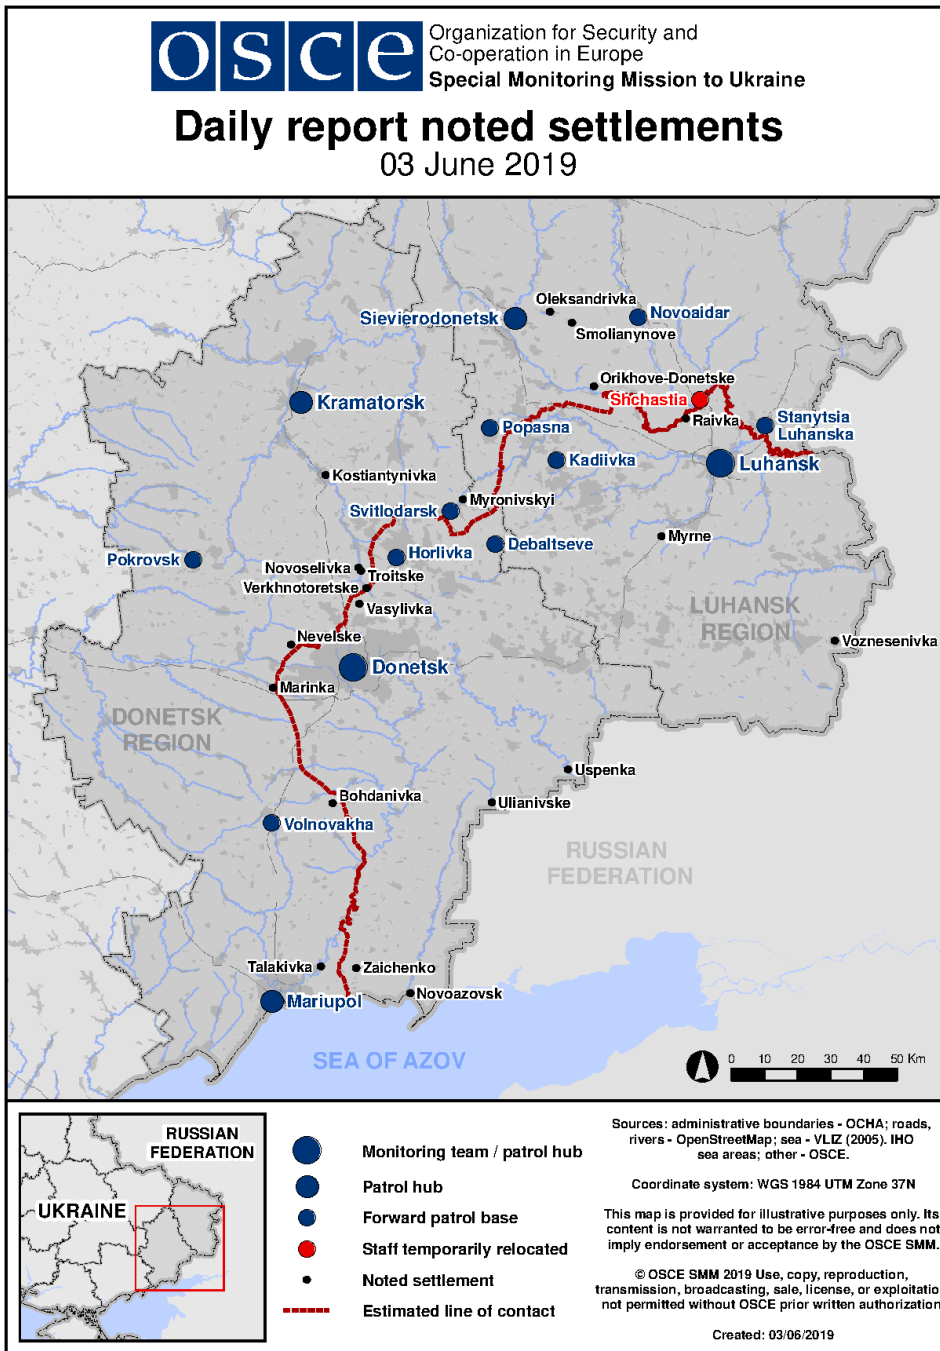 osce
Organization for Security and
Co-operation in Europe
Special Monitoring Mission to Ukraine
Daily report noted settlements
03 June 2019
Oleksandrivka
Sievierodonetsk
Novoaidar
Smolianynove
Orikhove-Donetske
Kramatorsk
Shchastia
Raivka
Stanytsia
Luhanska
Popasna
Kadiivka
Luhansk
Kostiantynivka
Myronivskyi
Svitlodarsk
Myrne
Debaltseve
Horlivka
Pokrovsk
Novoselivka
Troitske
Verkhnotoretske
Vasylivka
LUHANSK
REGION
Nevelske
Voznesenivka
Donetsk
Marinka
DONETSK
REGION
Uspenka
Bohdanivka
Ulianivske
Volnovakha
RUSSIAN
FEDERATION
Talakivka
Zaichenko
Novoazovsk
Mariupol
SEA OF AZOV
0 10 20 30 40 50 Km
RUSSIAN
FEDERATION
UKRAINE
Monitoring team / patrol hub
Patrol hub
Forward patrol base
Staff temporarily relocated
Noted settlement
Estimated line of contact
Sources: administrative boundaries - OCHA; roads,
rivers - OpenStreetMap; sea - VLIZ (2005). IHO
sea areas; other - OSCE.
Coordinate system: WGS 1984 UTM Zone 37N
This map is provided for illustrative purposes only. Its
content is not warranted to be error-free and does not
imply endorsement or acceptance by the OSCE SMM.
© OSCE SMM 2019 Use, copy, reproduction,
transmission, broadcasting, sale, license, or exploitatio
not permitted without OSCE prior written authorization
Created: 03/06/2019